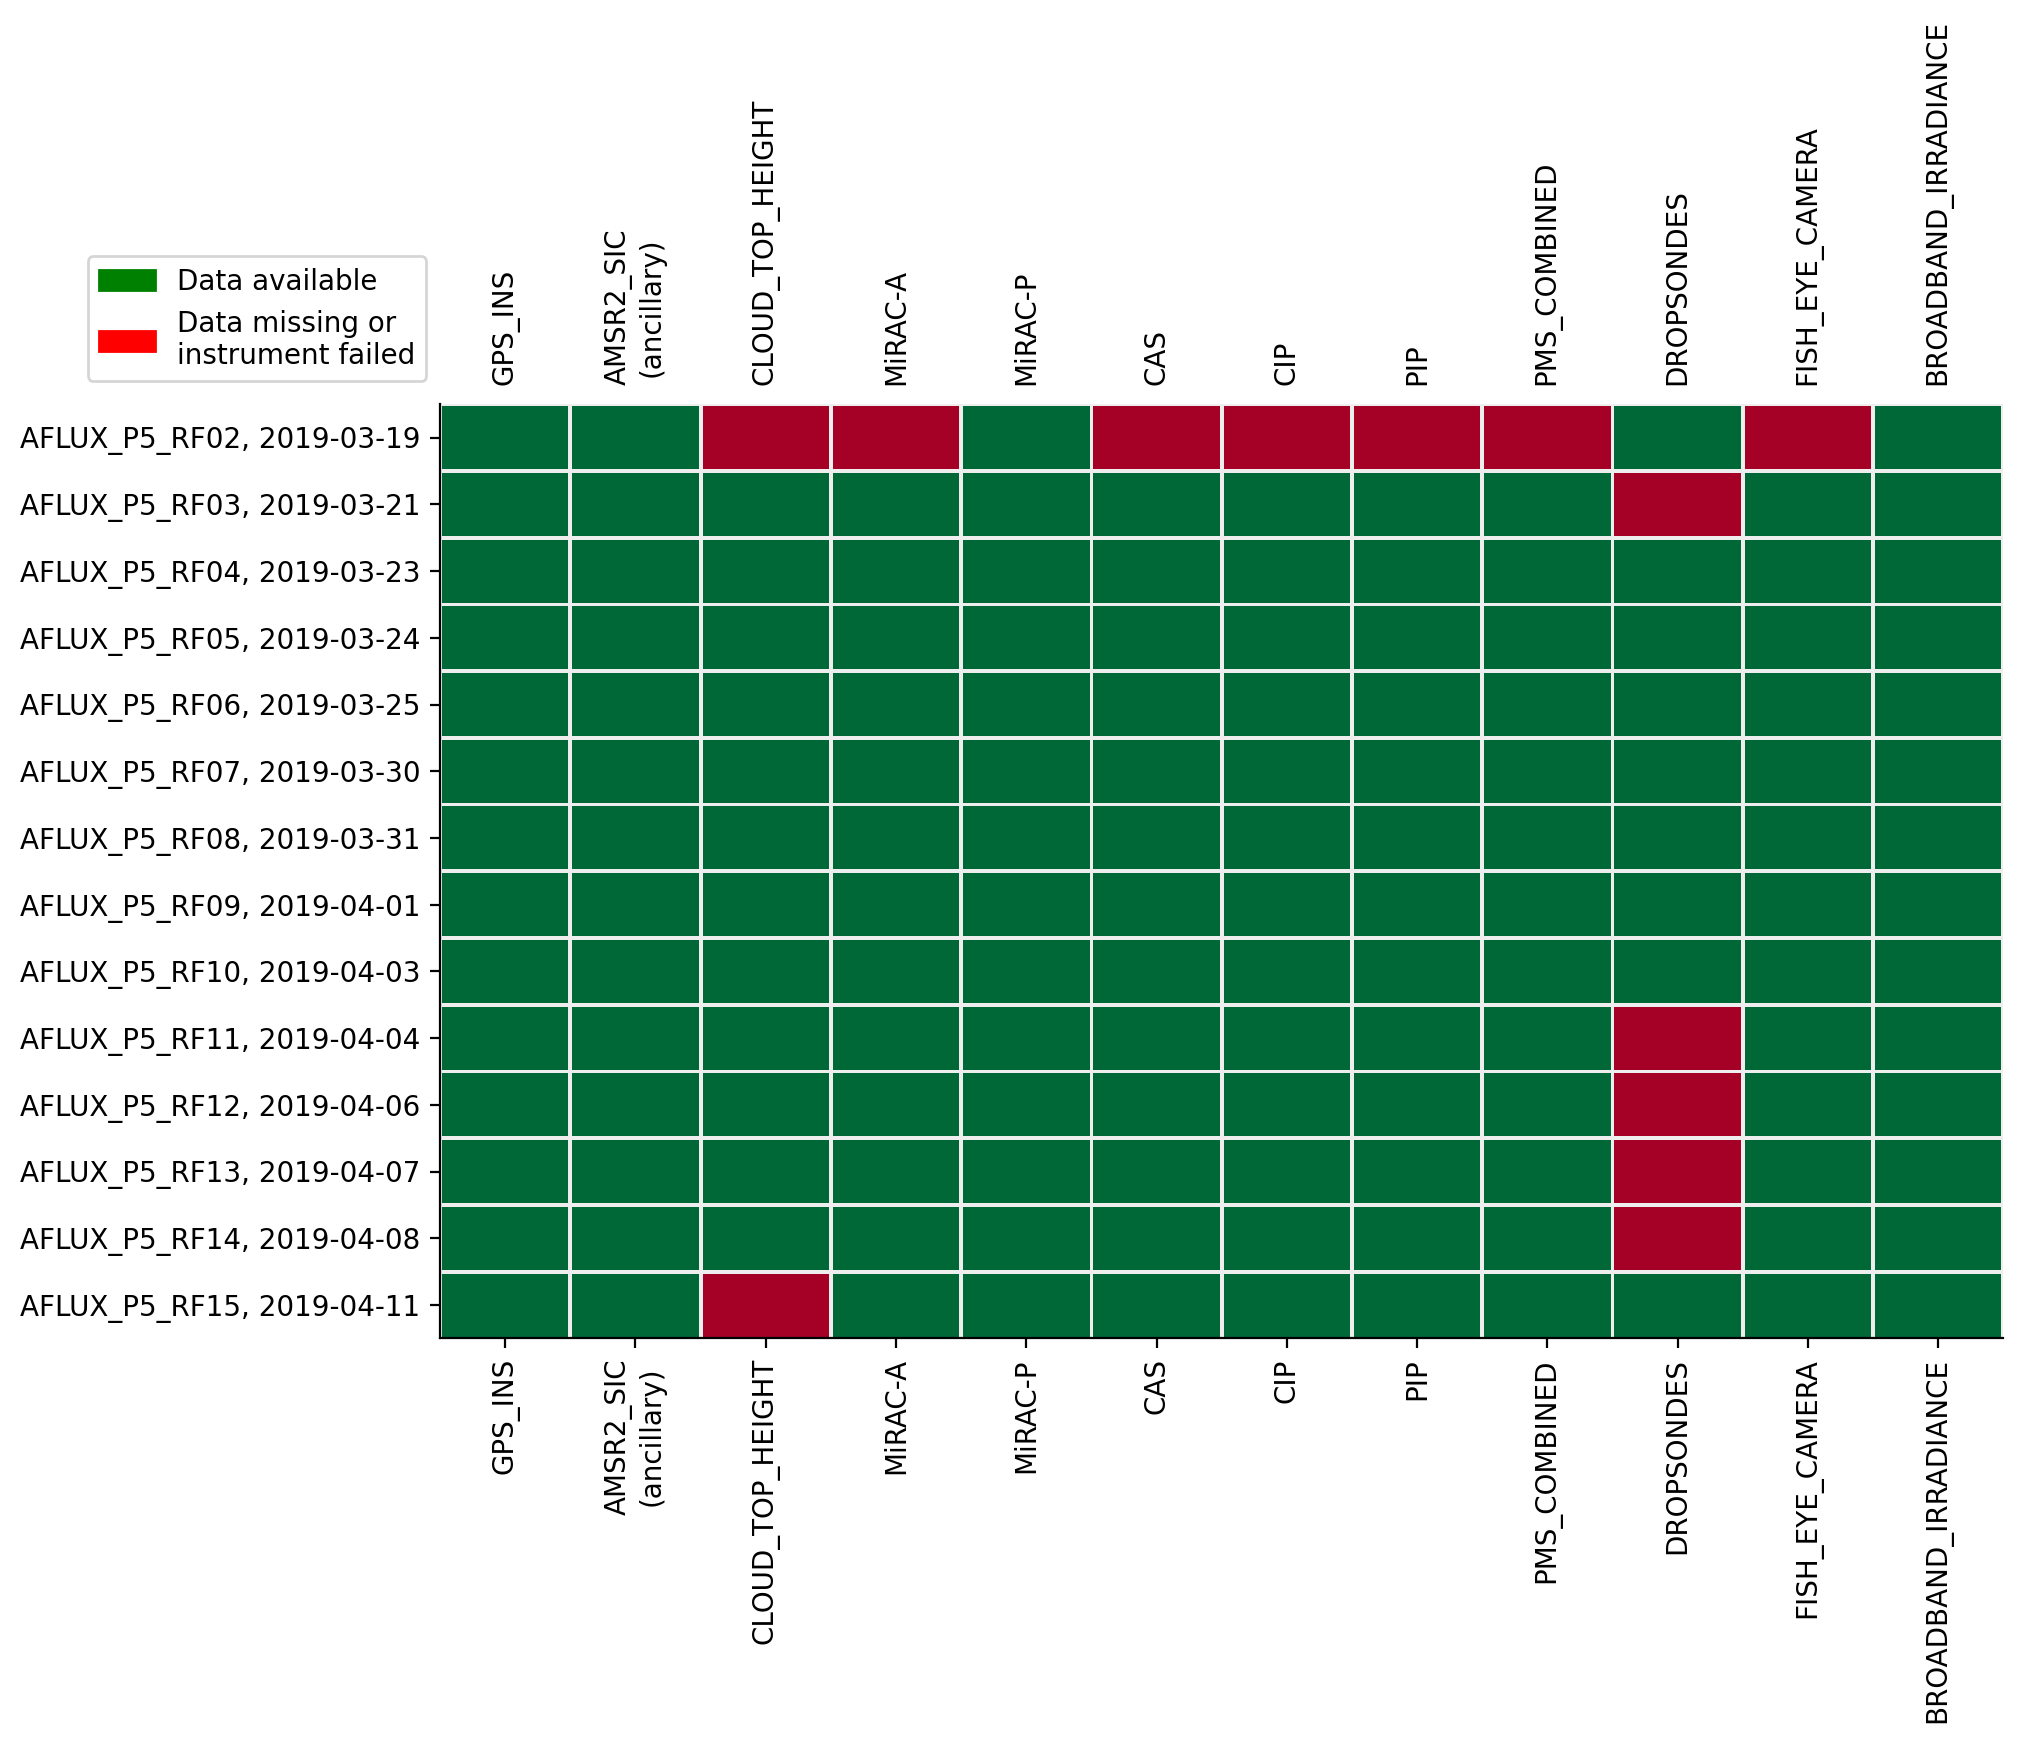 Data available
Data missing or
instrument failed
GPS_INS
AMSR2_SIC
(ancillary)
CLOUD_TOP_HEIGHT
MiRAC-A
MiRAC-P
CAS
CIP
PIP
PMS_COMBINED
DROPSONDES
FISH_EYE_CAMERA
BROADBAND_IRRADIANCE
AFLUX_P5_RF02, 2019-03-19
AFLUX_P5_RF03, 2019-03-21
AFLUX_P5_RF04, 2019-03-23
AFLUX_P5_RF05, 2019-03-24
AFLUX_P5_RF06, 2019-03-25
AFLUX_P5_RF07, 2019-03-30
AFLUX_P5_RF08, 2019-03-31
AFLUX_P5_RF09, 2019-04-01
AFLUX_P5_RF10, 2019-04-03
AFLUX_P5_RF11, 2019-04-04
AFLUX_P5_RF12, 2019-04-06
AFLUX_P5_RF13, 2019-04-07
AFLUX_P5_RF14, 2019-04-08
AFLUX_P5_RF15, 2019-04-11
GPS_INS
AMSR2_SIC
(ancillary)
CLOUD_TOP_HEIGHT
MiRAC-A
MiRAC-P
CAS
CIP
PIP
PMS_COMBINED
DROPSONDES
FISH_EYE_CAMERA
BROADBAND_IRRADIANCE